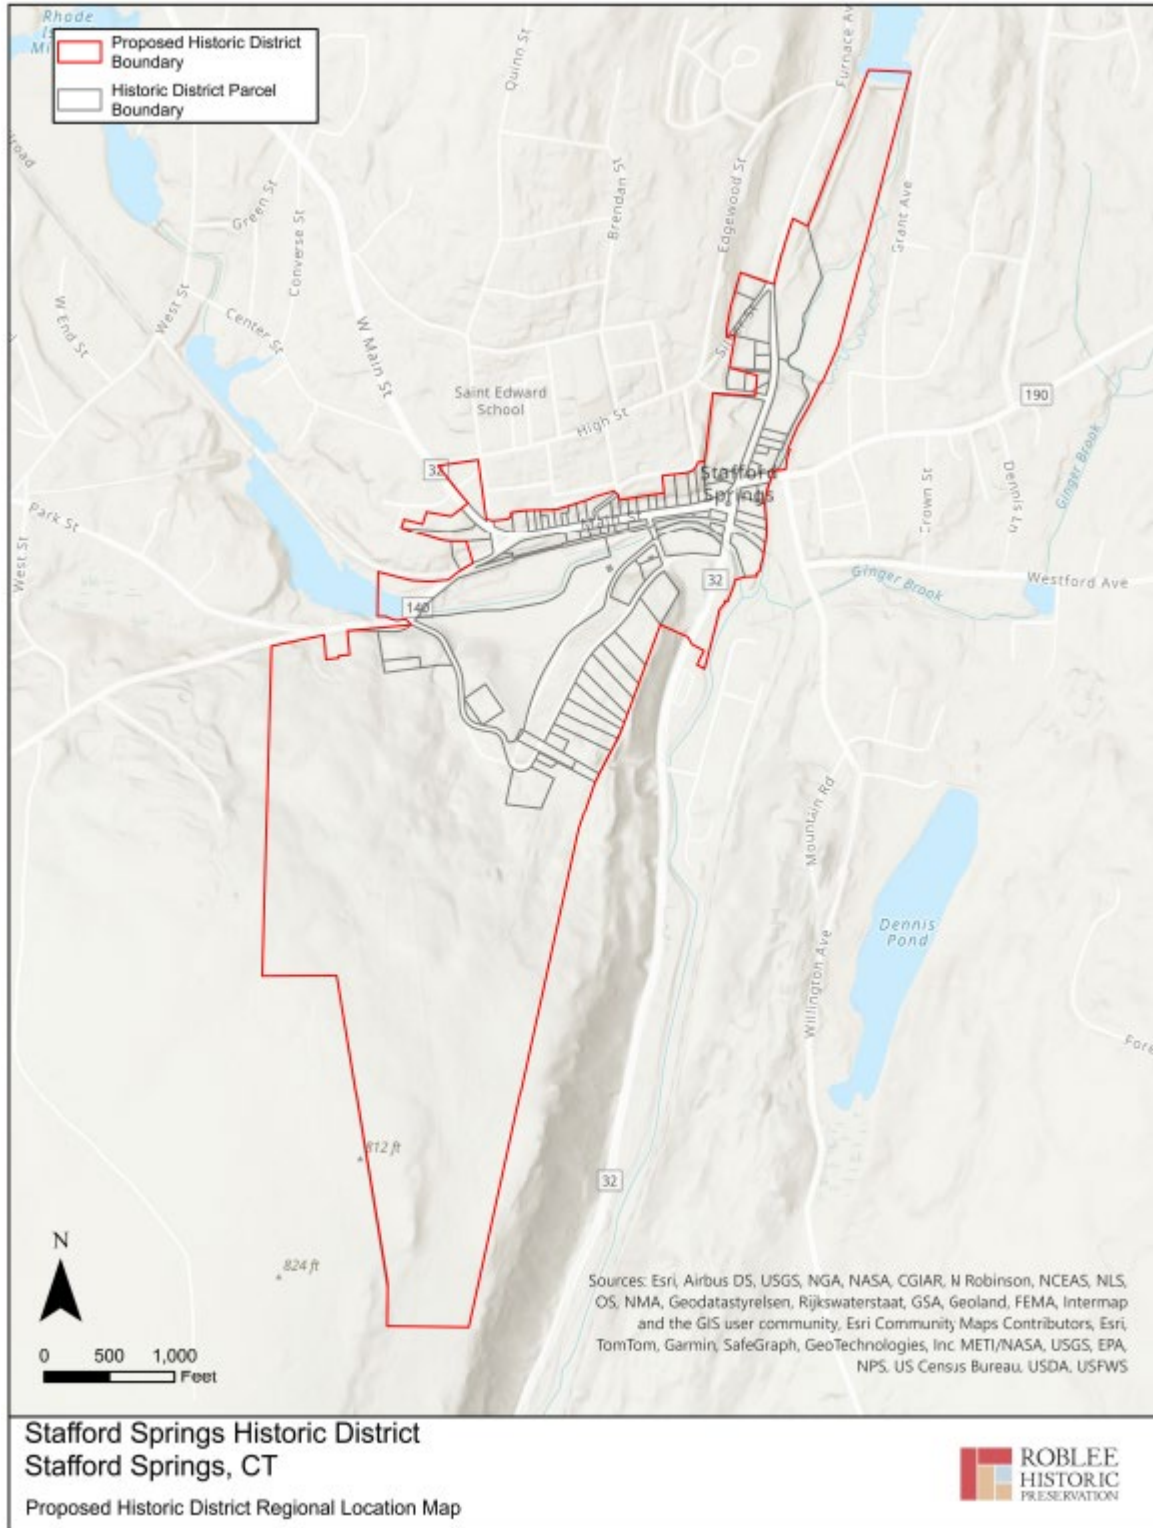 Rhode
Proposed Historic District
Boundary
Historic District Parcel
Boundary
Quinn St
Furnace Av
road
Green St
Converse St
Brendan St
Edgewood St
Grant Ave
W End St
West St
Center St
W Main St
Saint Edward
School
High St
190
32
Stafford
Springs
Crown St
Dennis Ln
Ginger Brook
Park St
West St
140
32
Ginger Brook
Westford Ave
Mountain Rd
Dennis
Pond
Willington Ave
Fore
812 ft
32
824 ft
N
0 500 1,000
Feet
Sources: Esri, Airbus DS, USGS, NGA, NASA, CGIAR, N Robinson, NCEAS, NLS,
OS, NMA, Geodatastyrelsen, Rijkswaterstaat, GSA, Geoland, FEMA, Intermap
and the GIS user community, Esri Community Maps Contributors, Esri,
TomTom, Garmin, SafeGraph, GeoTechnologies, Inc, METI/NASA, USGS, EPA,
NPS, US Census Bureau, USDA, USFWS
Stafford Springs Historic District
Stafford Springs, CT
Proposed Historic District Regional Location Map
ROBLEE
HISTORIC
PRESERVATION